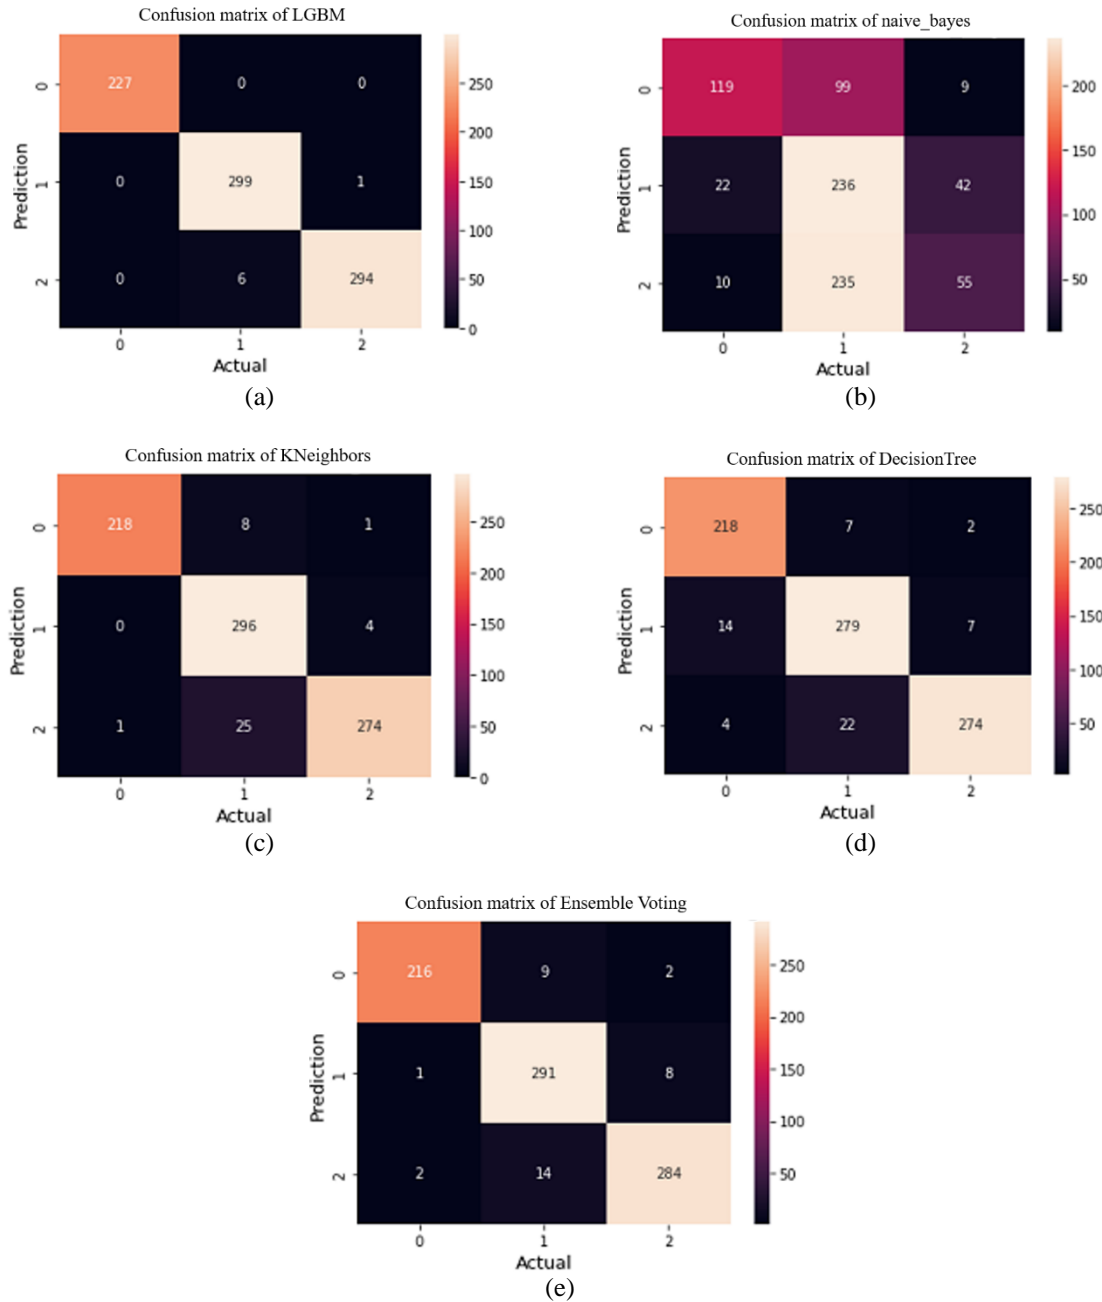 Confusion matrix of LGBM
0 227 0 0
1 0 299 1
2 0 6 294
0 1 2
Prediction
Actual
250
200
150
100
50
0
(a)
Confusion matrix of naive_bayes
0 119 99 9
1 22 236 42
2 10 235 55
0 1 2
Prediction
Actual
200
150
100
50
(b)
Confusion matrix of KNeighbors
0 218 8 1
1 0 296 4
2 1 25 274
0 1 2
Prediction
Actual
250
200
150
100
50
0
(c)
Confusion matrix of DecisionTree
0 218 7 2
1 14 279 7
2 4 22 274
0 1 2
Prediction
Actual
250
200
150
100
50
(d)
Confusion matrix of Ensemble Voting
0 216 9 2
1 1 291 8
2 2 14 284
0 1 2
Prediction
Actual
250
200
150
100
50
(e)